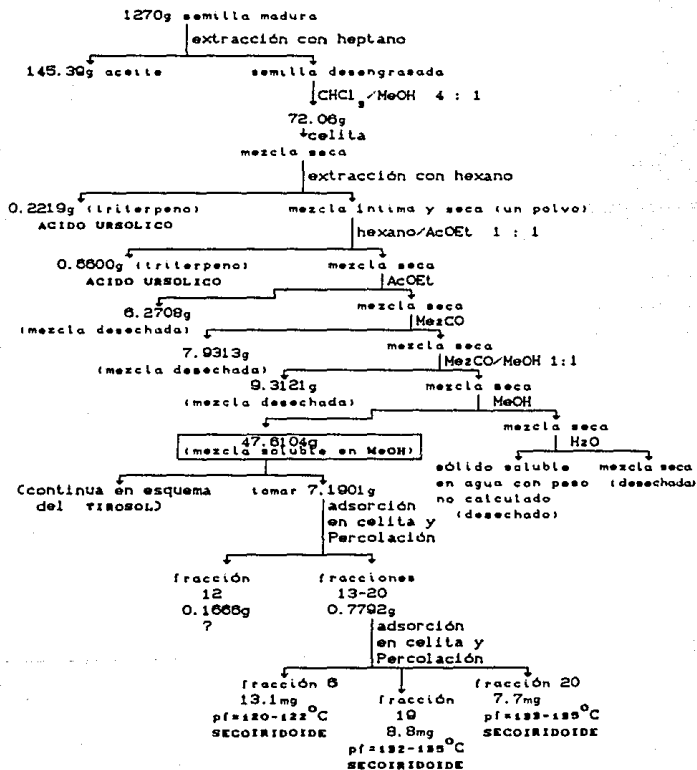 1270g semilla madura
extracción con heptano
145.39g aceite semilla desengrasada
CHCl3/MeOH 4 : 1
72.06g
celita
mezcla seca
extracción con hexano
0.2219g (triterpeno) mezcla íntima y seca (un polvo)
ACIDO URSOLICO
hexano/AcOEt 1 : 1
0.8600g (triterpeno) mezcla seca
ACIDO URSOLICO
AcOEt
6.2708g mezcla seca
(mezcla desechada)
Me2CO
7.9313g mezcla seca
(mezcla desechada)
Me2CO/MeOH 1:1
9.3121g mezcla seca
(mezcla desechada)
MeOH
47.6104g mezcla seca
(mezcla soluble en MeOH)
H2O
sólido soluble mezcla seca
en agua con peso (desechada)
no calculado
(desechado)
(continua en esquema tomar 7.1901g
del TIROSOL)
adsorción
en celita y
Percolación
fracción fracciones
12 13-20
0.1666g 0.7792g
?
adsorción
en celita y
Percolación
fracción 6 fracción 20
13.1mg fracción 7.7mg
pf=120-122°C 19 pf=133-135°C
SECOIRIDOIDE 8.8mg SECOIRIDOIDE
pf=132-135°C
SECOIRIDOIDE